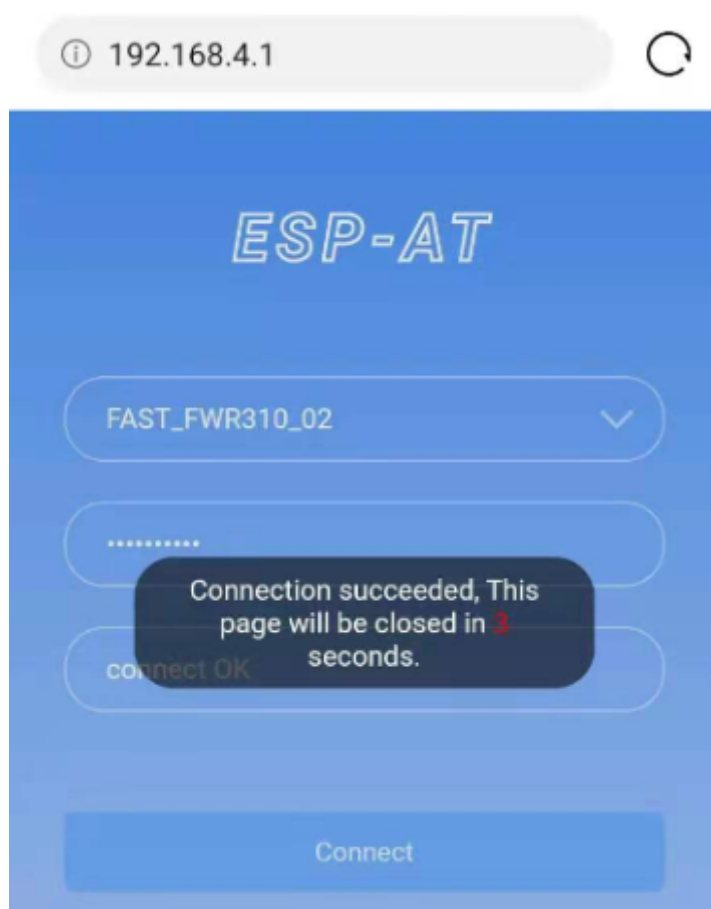 192.168.4.1
ESP-AT
FAST_FWR310_02
••••••••••
Connection succeeded, This
page will be closed in 3
seconds.
connect OK
Connect